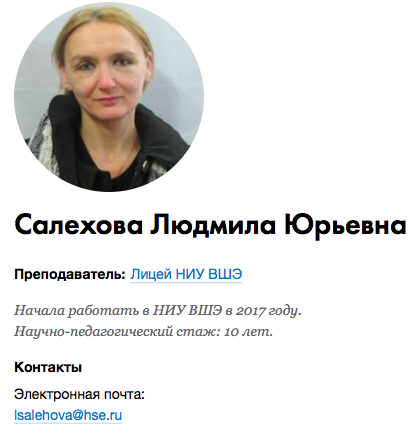 Салехова Людмила Юрьевна
Преподаватель: Лицей НИУ ВШЭ
Начала работать в НИУ ВШЭ в 2017 году.
Научно-педагогический стаж: 10 лет.
Контакты
Электронная почта:
lsalehova@hse.ru